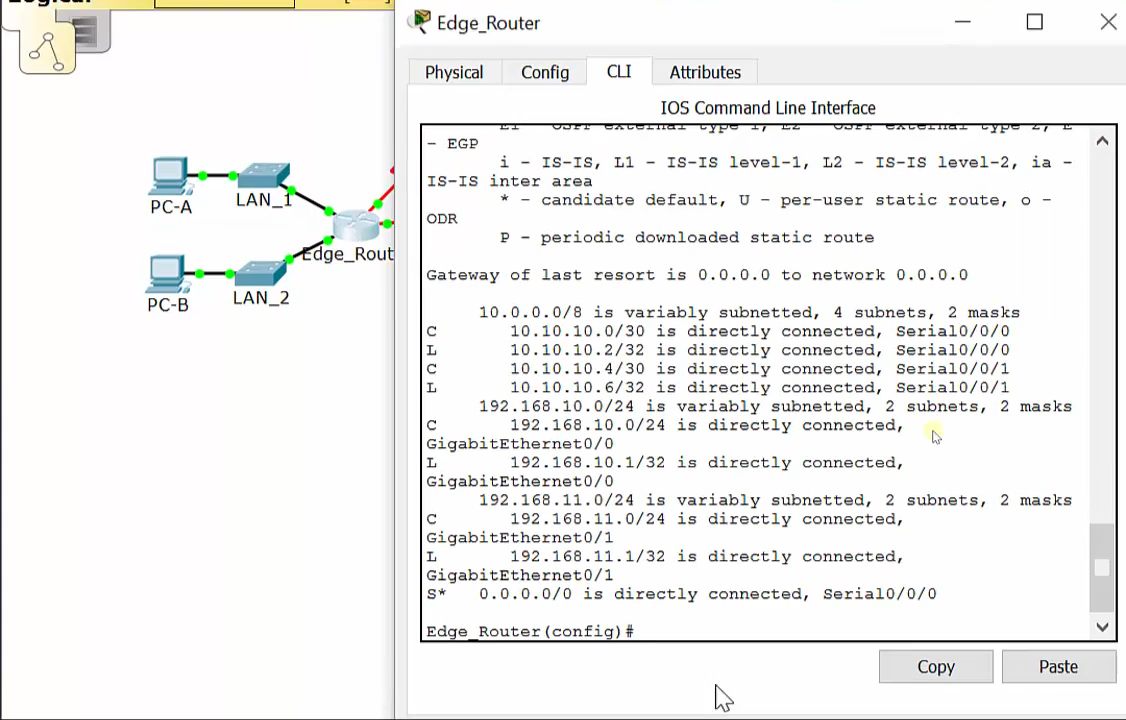 Edge_Router
Physical
Config
CLI
Attributes
IOS Command Line Interface
- EGP
i - IS-IS, L1 - IS-IS level-1, L2 - IS-IS level-2, ia -
IS-IS inter area
* - candidate default, U - per-user static route, o -
ODR
P - periodic downloaded static route
Gateway of last resort is 0.0.0.0 to network 0.0.0.0
10.0.0.0/8 is variably subnetted, 4 subnets, 2 masks
C 10.10.10.0/30 is directly connected, Serial0/0/0
L 10.10.10.2/32 is directly connected, Serial0/0/0
C 10.10.10.4/30 is directly connected, Serial0/0/1
L 10.10.10.6/32 is directly connected, Serial0/0/1
192.168.10.0/24 is variably subnetted, 2 subnets, 2 masks
C 192.168.10.0/24 is directly connected,
GigabitEthernet0/0
L 192.168.10.1/32 is directly connected,
GigabitEthernet0/0
192.168.11.0/24 is variably subnetted, 2 subnets, 2 masks
C 192.168.11.0/24 is directly connected,
GigabitEthernet0/1
L 192.168.11.1/32 is directly connected,
GigabitEthernet0/1
S* 0.0.0.0/0 is directly connected, Serial0/0/0
Edge_Router(config)#
Copy
Paste
PC-A
LAN_1
Edge_Rout
PC-B
LAN_2